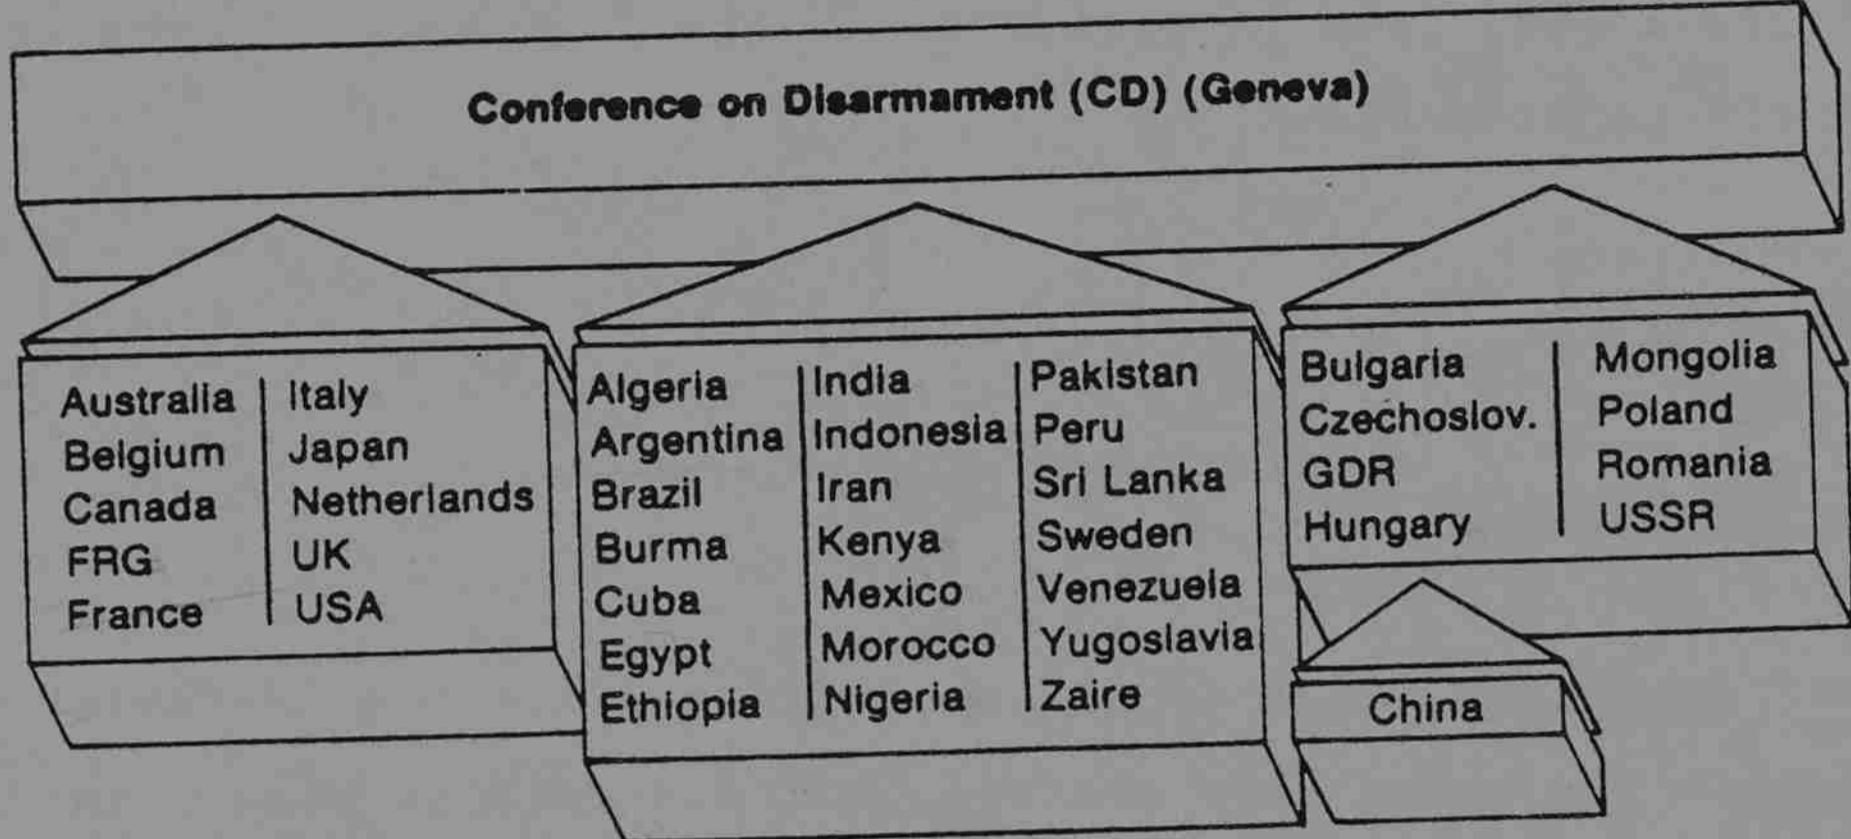 Conference on Disarmament (CD) (Geneva)
Australia
Belgium
Canada
FRG
France
Italy
Japan
Netherlands
UK
USA
Algeria
Argentina
Brazil
Burma
Cuba
Egypt
Ethiopia
India
Indonesia
Iran
Kenya
Mexico
Morocco
Nigeria
Pakistan
Peru
Sri Lanka
Sweden
Venezuela
Yugoslavia
Zaire
Bulgaria
Czechoslov.
GDR
Hungary
Mongolia
Poland
Romania
USSR
China